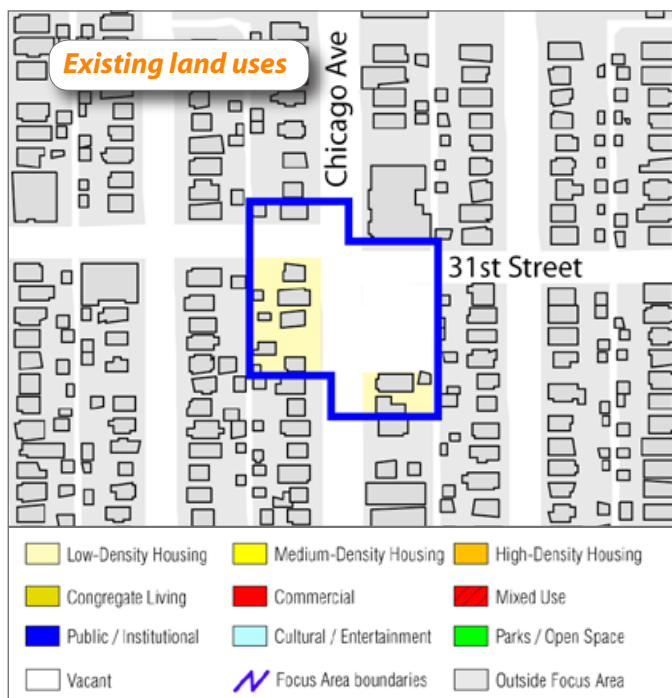 Existing land uses
Chicago Ave
31st Street
Low-Density Housing
Medium-Density Housing
High-Density Housing
Congregate Living
Commercial
Mixed Use
Public / Institutional
Cultural / Entertainment
Parks / Open Space
Vacant
Focus Area boundaries
Outside Focus Area